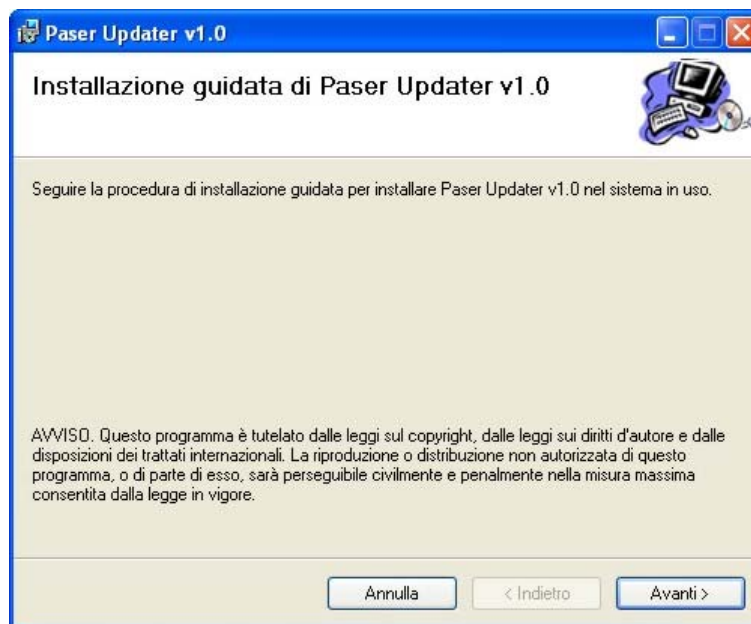 Paser Updater v1.0
Installazione guidata di Paser Updater v1.0
Seguire la procedura di installazione guidata per installare Paser Updater v1.0 nel sistema in uso.
AVVISO. Questo programma è tutelato dalle leggi sul copyright, dalle leggi sui diritti d'autore e dalle
disposizioni dei trattati internazionali. La riproduzione o distribuzione non autorizzata di questo
programma, o di parte di esso, sarà perseguibile civilmente e penalmente nella misura massima
consentita dalla legge in vigore.
Annulla
< Indietro
Avanti >